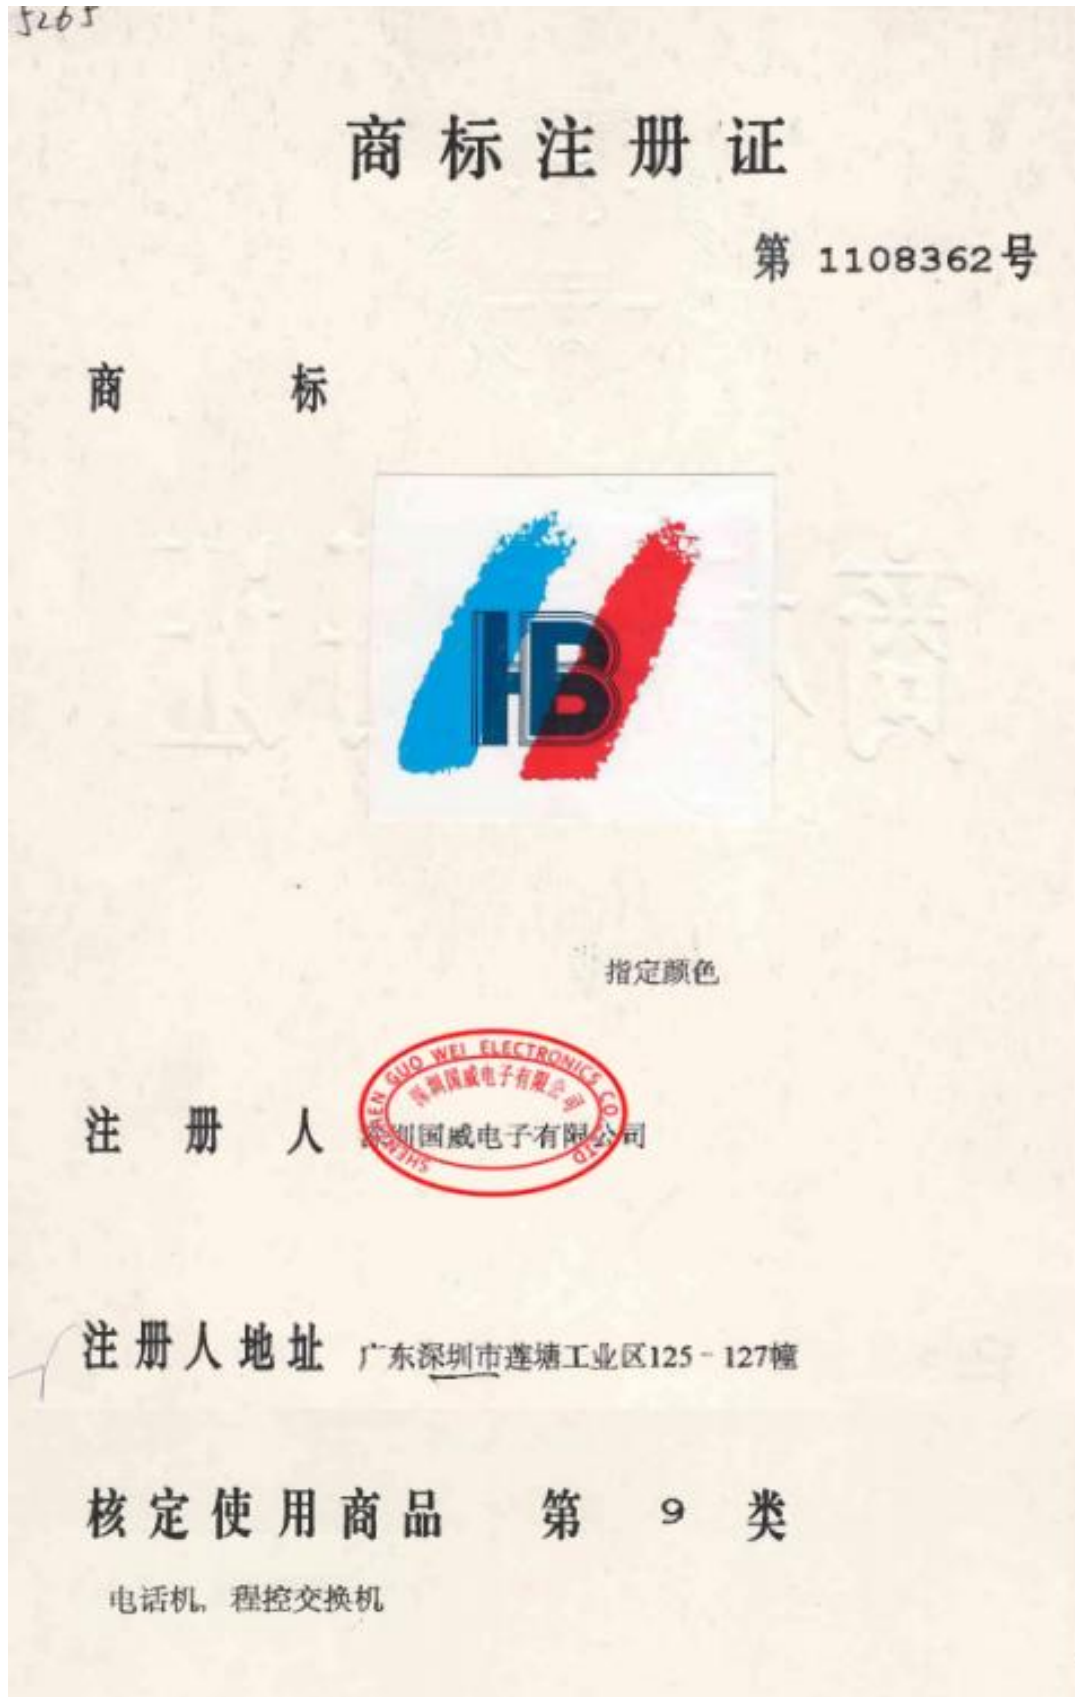 5265
商标注册证
第 1108362号
商 标
HB
指定颜色
SHENZHEN GUO WEI ELECTRONICS CO. LTD
深圳国威电子有限公司
注 册 人 深圳国威电子有限公司
注册人地址 广东深圳市莲塘工业区125-127幢
核定使用商品 第 9 类
电话机，程控交换机